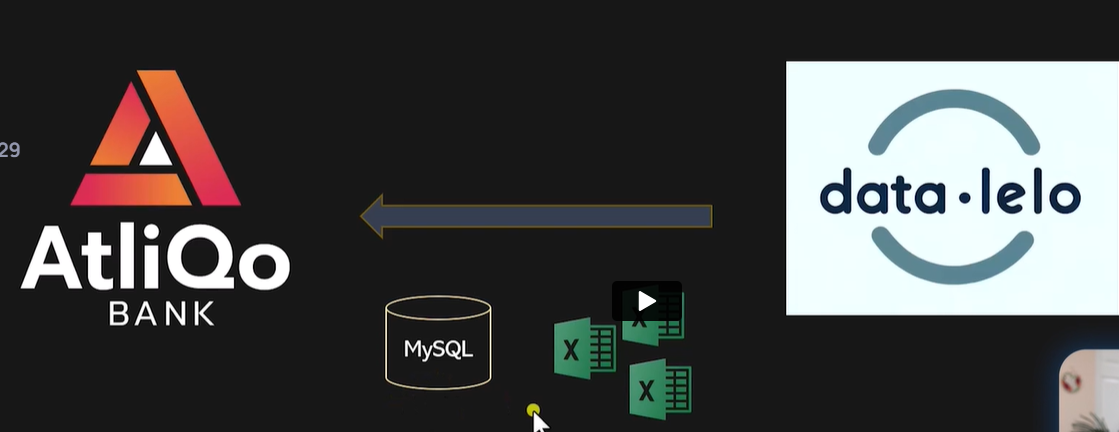 29
AtliQo
BANK
data·lelo
MySQL
X
X
X